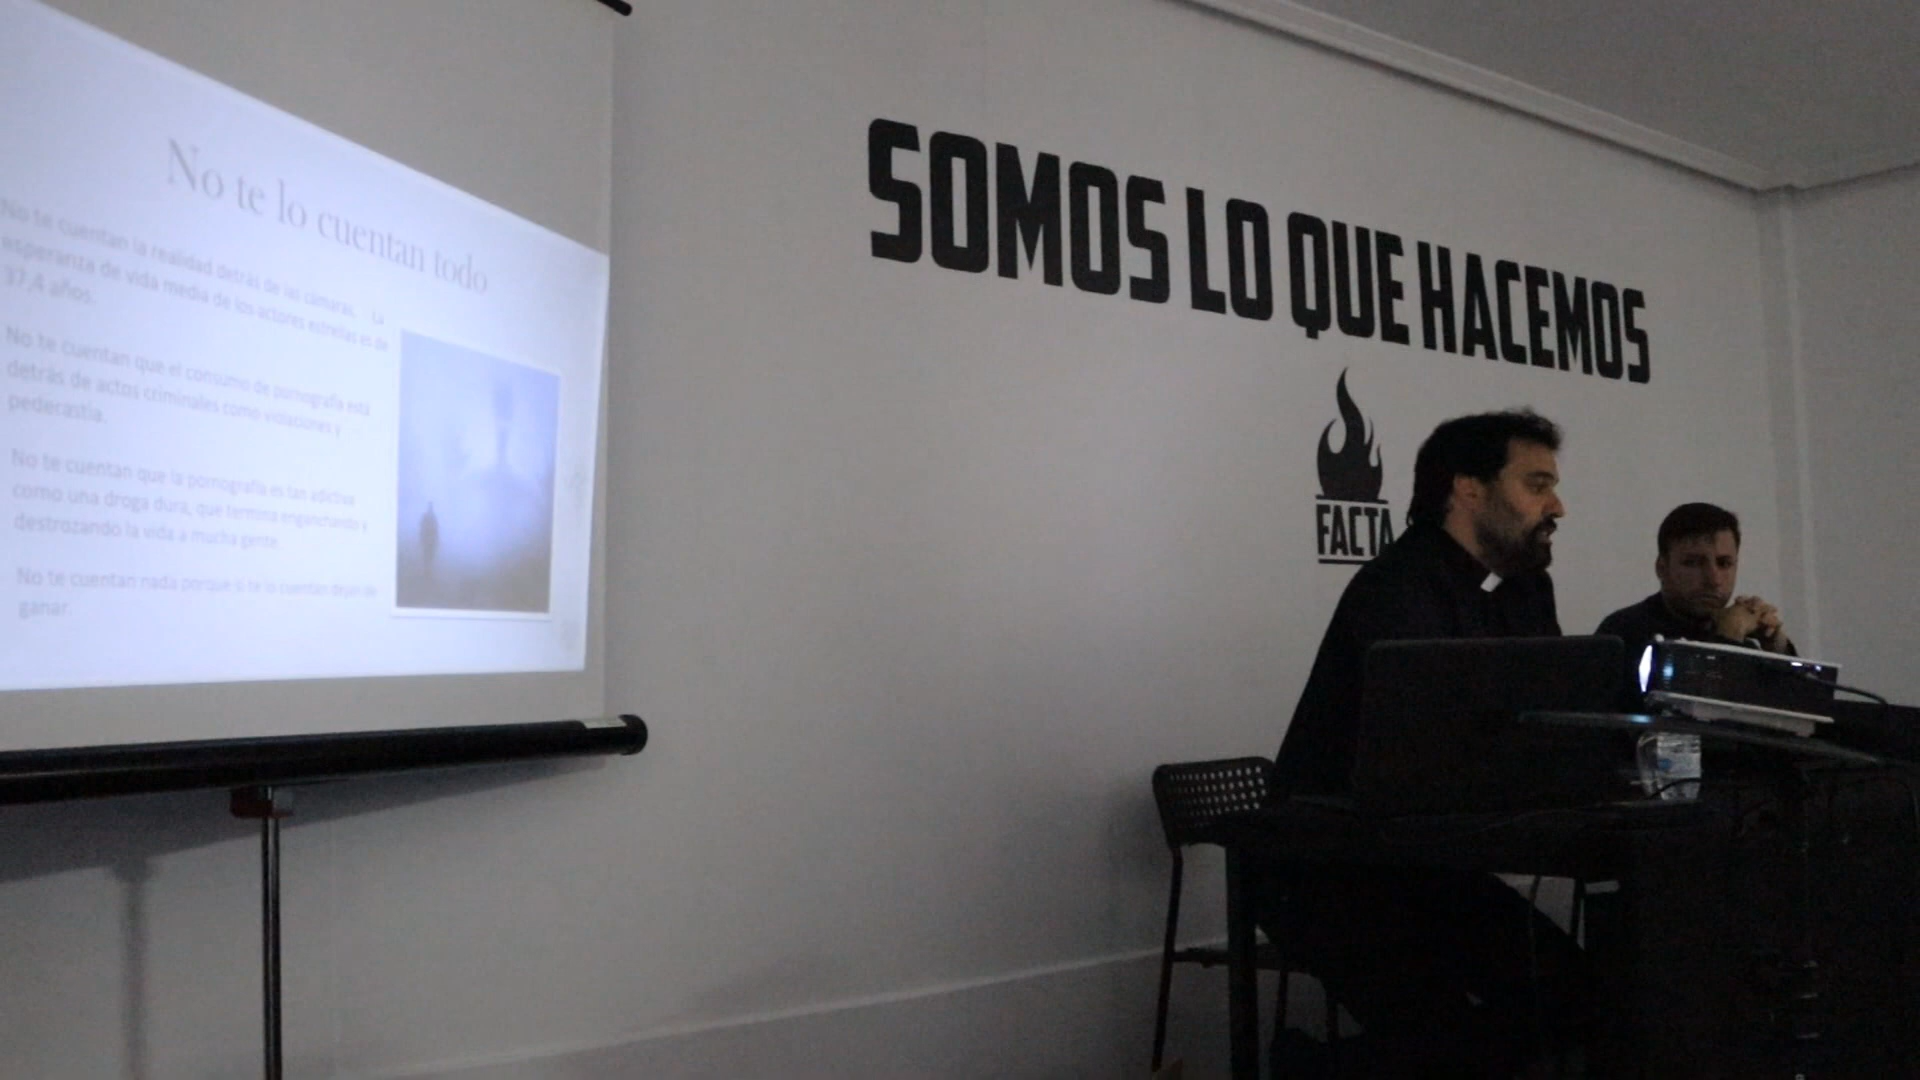 No te lo cuentan todo
No te cuentan la realidad detrás de las cámaras. La
esperanza de vida media de los actores estrellas es de
37,4 años.
No te cuentan que el consumo de pornografía está
detrás de actos criminales como violaciones y
pederastia.
No te cuentan que la pornografía es tan adictiva
como una droga dura, que termina enganchando y
destrozando la vida a mucha gente.
No te cuentan nada porque si te lo cuentan dejan de
ganar.
SOMOS LO QUE HACEMOS
FACTA